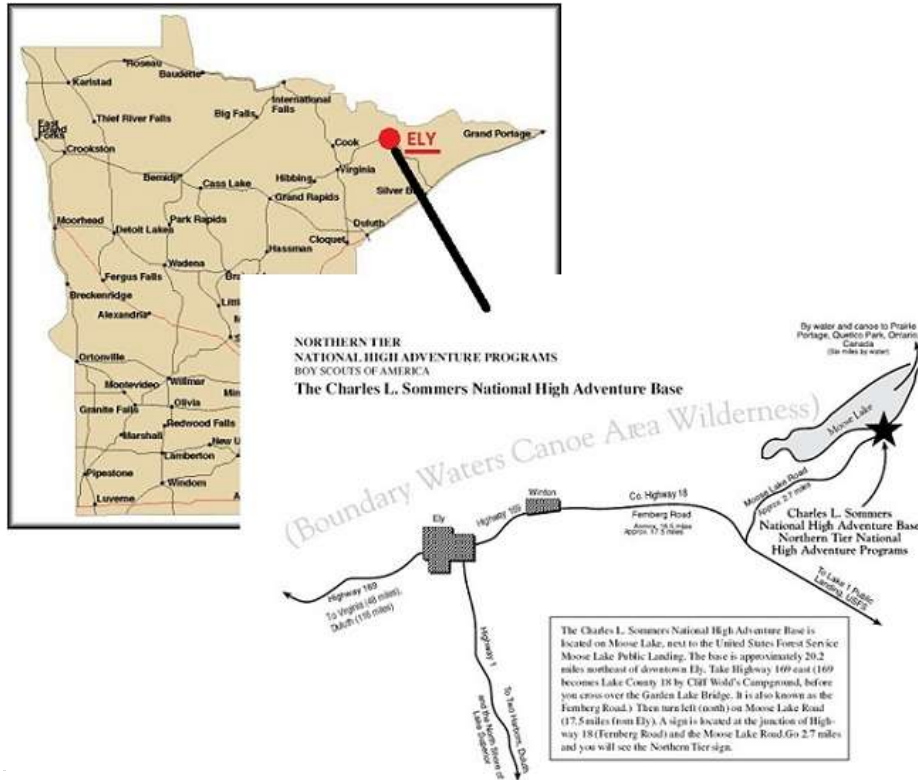 Roseau
Baudette
Karlstad
International
Falls
Thief River Falls
Big Falls
East
Grand
Forks
Crookston
Cook
ELY
Grand Portage
Bemidji
Cass Lake
Hibbing
Virginia
Grand Rapids
Silver
Moorhead
Detoit Lakes
Park Rapids
Duluth
Cloquet
Wadena
Hassman
Fergus Falls
Bra
Breckenridge
Alexandria
Litt
Ortonville
Montevideo
Willmar
Min
Granite Falls
Olivia
Marshall
Redwood Falls
New U
Lamberton
Pipestone
Windom
Luverne
NORTHERN TIER
NATIONAL HIGH ADVENTURE PROGRAMS
BOY SCOUTS OF AMERICA
The Charles L. Sommers National High Adventure Base
By water and canoe to Prairie
Portage, Quetico Park, Ontario
Canada
(Six miles by water)
Moose Lake
(Boundary Waters Canoe Area Wilderness)
Moose Lake Road
Approx. 2.7 miles
Charles L. Sommers
National High Adventure Base
Northern Tier National
High Adventure Programs
Ely
Highway 169
Winton
Co. Highway 18
Fernberg Road
Approx. 17.5 miles
Highway 169
To Virginia (48 miles),
Duluth (118 miles)
Highway 1
To Two Harbors, Duluth
and the North Shore of
Lake Superior
To Lake 1 Public
Landing, USFS
The Charles L. Sommers National High Adventure Base is
located on Moose Lake, next to the United States Forest Service
Moose Lake Public Landing. The base is approximately 20.2
miles northeast of downtown Ely. Take Highway 169 east (169
becomes Lake County 18 by Cliff Wold's Campground, before
you cross over the Garden Lake Bridge. It is also known as the
Fernberg Road.) Then turn left (north) on Moose Lake Road
(17.5 miles from Ely). A sign is located at the junction of High-
way 18 (Fernberg Road) and the Moose Lake Road.Go 2.7 miles
and you will see the Northern Tier sign.